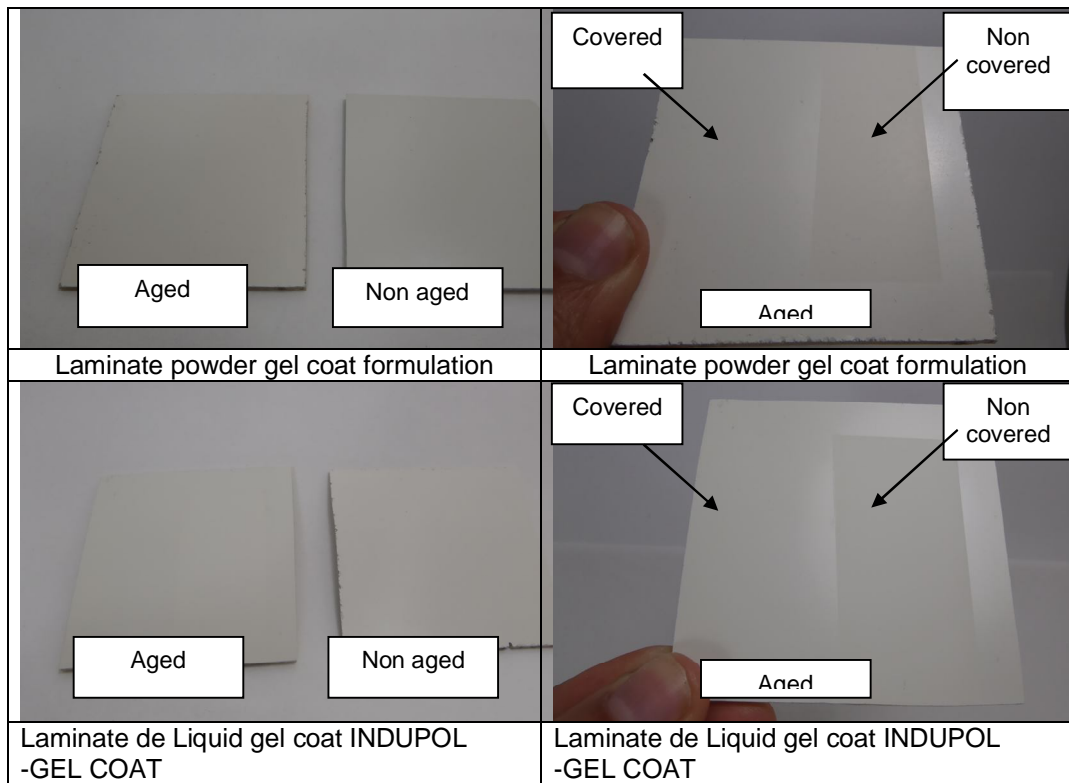 Covered
Non
covered
Aged
Non aged
Aged
Laminate powder gel coat formulation
Laminate powder gel coat formulation
Covered
Non
covered
Aged
Non aged
Aged
Laminate de Liquid gel coat INDUPOL
-GEL COAT
Laminate de Liquid gel coat INDUPOL
-GEL COAT